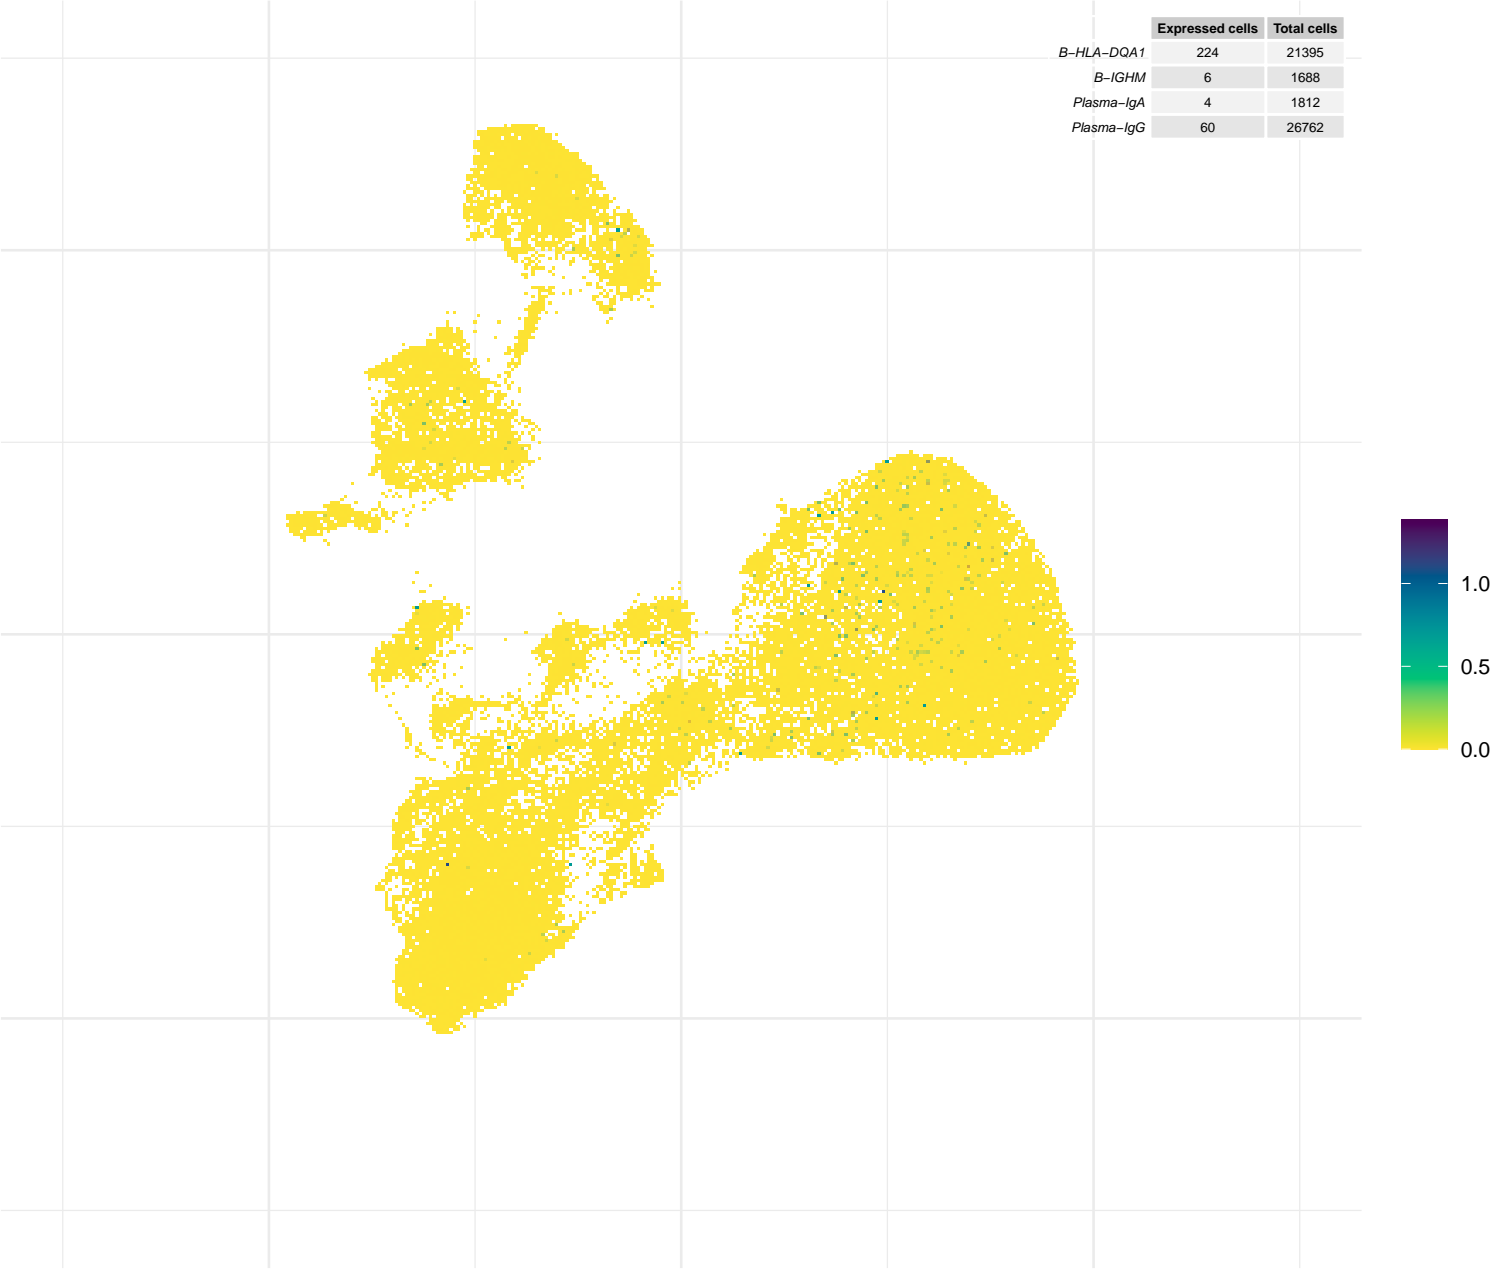 Expressed cells Total cells
B−HLA−DQA1 224 21395
B−IGHM 6 1688
Plasma−IgA 4 1812
Plasma−IgG 60 26762
1.0
0.5
0.0